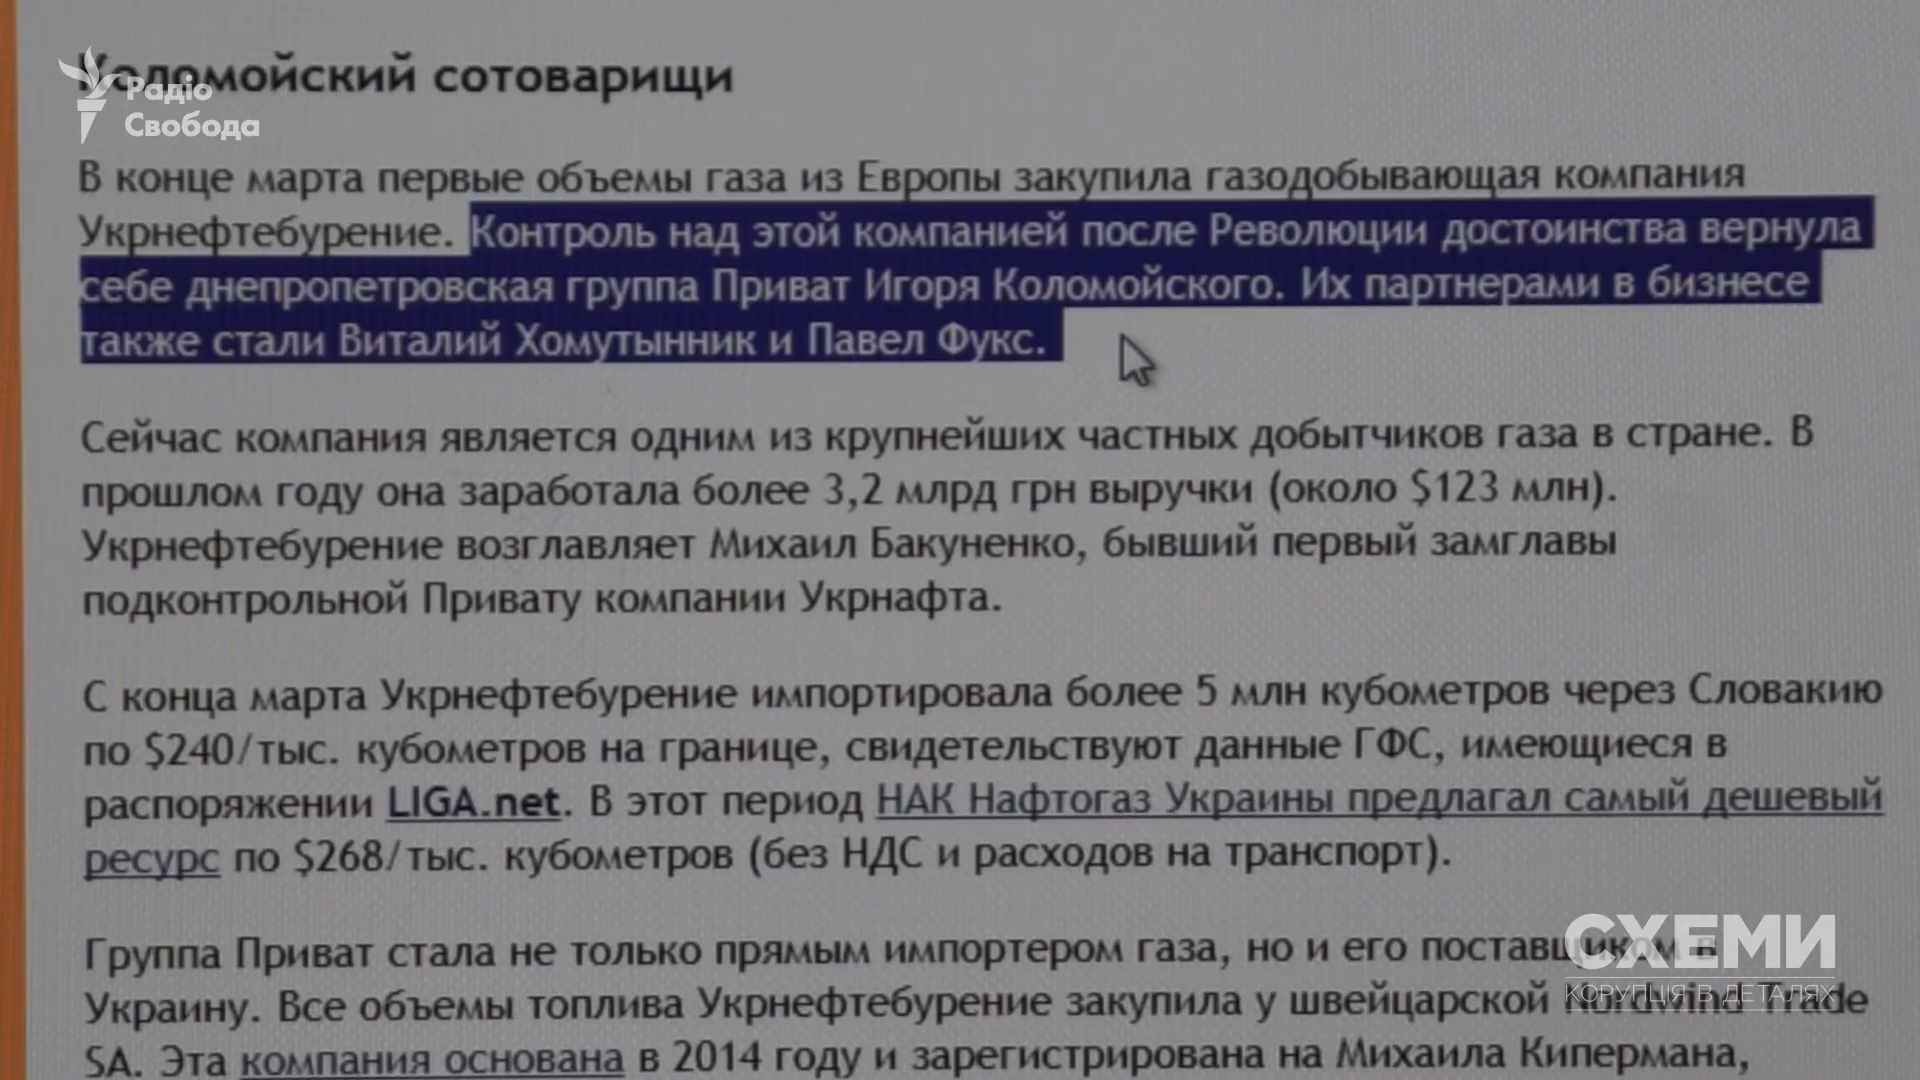 Коломойский сотоварищи
Радіо
Свобода
В конце марта первые объемы газа из Европы закупила газодобывающая компания
Укрнефтебурение. Контроль над этой компанией после Революции достоинства вернула
себе днепропетровская группа Приват Игоря Коломойского. Их партнерами в бизнесе
также стали Виталий Хомутынник и Павел Фукс.
Сейчас компания является одним из крупнейших частных добытчиков газа в стране. В
прошлом году она заработала более 3,2 млрд грн выручки (около $123 млн).
Укрнефтебурение возглавляет Михаил Бакуненко, бывший первый замглавы
подконтрольной Привату компании Укрнафта.
С конца марта Укрнефтебурение импортировала более 5 млн кубометров через Словакию
по $240/тыс. кубометров на границе, свидетельствуют данные ГФС, имеющиеся в
распоряжении LIGA.net. В этот период НАК Нафтогаз Украины предлагал самый дешевый
ресурс по $268/тыс. кубометров (без НДС и расходов на транспорт).
Группа Приват стала не только прямым импортером газа, но и его поставщиком в
Украину. Все объемы топлива Укрнефтебурение закупила у швейцарской Nordwind Trade
SA. Эта компания основана в 2014 году и зарегистрирована на Михаила Кипермана,
СХЕМИ
КОРУПЦІЯ В ДЕТАЛЯХ